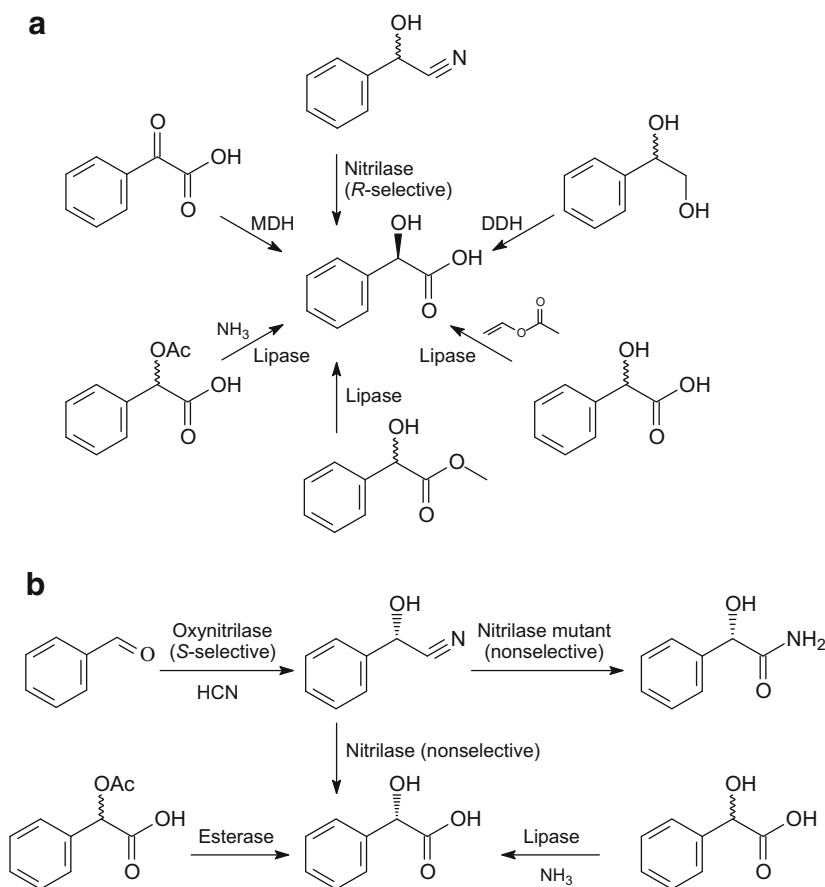 a
OH
N
O
OH
O
Nitrilase
(R-selective)
OH
OH
MDH
DDH
OH
OH
O
OAc
OH
O
NH3
Lipase
Lipase
O
O
Lipase
OH
OH
O
OH
O
O
b
O
Oxynitrilase
(S-selective)
HCN
OH
N
Nitrilase mutant
(nonselective)
OH
NH2
O
Nitrilase (nonselective)
OAc
OH
O
Esterase
OH
OH
O
Lipase
NH3
OH
OH
O